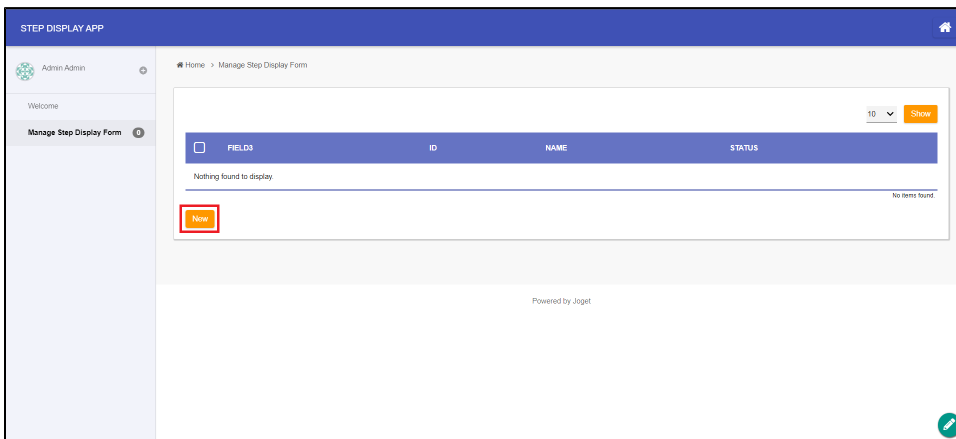 STEP DISPLAY APP
Admin Admin
Home > Manage Step Display Form
Welcome
Manage Step Display Form 0
10 Show
FIELD3 ID NAME STATUS
Nothing found to display.
No items found.
New
Powered by Joget